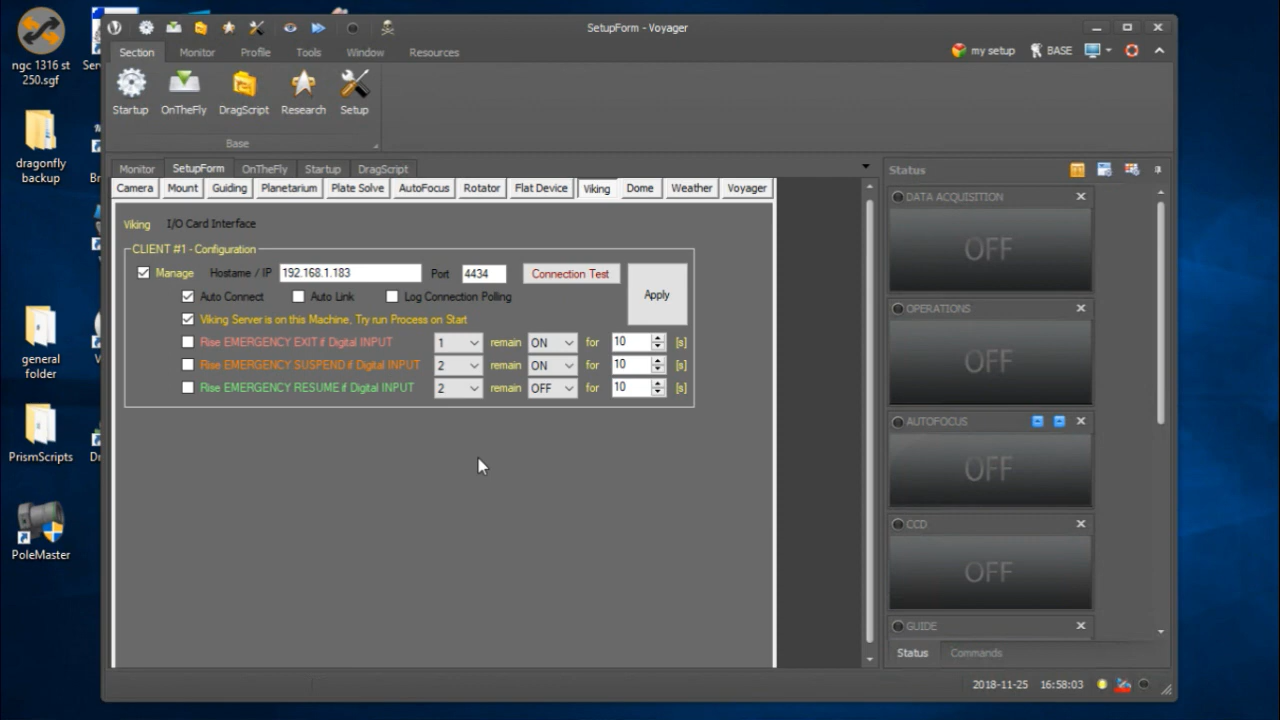 SetupForm - Voyager
ngc 1316 st
250.sgf
Section Monitor Profile Tools Window Resources
my setup BASE
Startup OnTheFly DragScript Research Setup
Base
dragonfly
backup
Monitor SetupForm OnTheFly Startup DragScript
Camera Mount Guiding Planetarium Plate Solve AutoFocus Rotator Flat Device Viking Dome Weather Voyager
Viking I/O Card Interface
CLIENT #1 - Configuration
Manage Hostame / IP 192.168.1.183 Port 4434 Connection Test Apply
Auto Connect Auto Link Log Connection Polling
Viking Server is on this Machine, Try run Process on Start
Rise EMERGENCY EXIT if Digital INPUT 1 remain ON for 10 [s]
Rise EMERGENCY SUSPEND if Digital INPUT 2 remain ON for 10 [s]
Rise EMERGENCY RESUME if Digital INPUT 2 remain OFF for 10 [s]
general
folder
PrismScripts
PoleMaster
Status
DATA ACQUISITION
OFF
OPERATIONS
OFF
AUTOFOCUS
OFF
CCD
OFF
GUIDE
Status Commands
2018-11-25 16:58:03